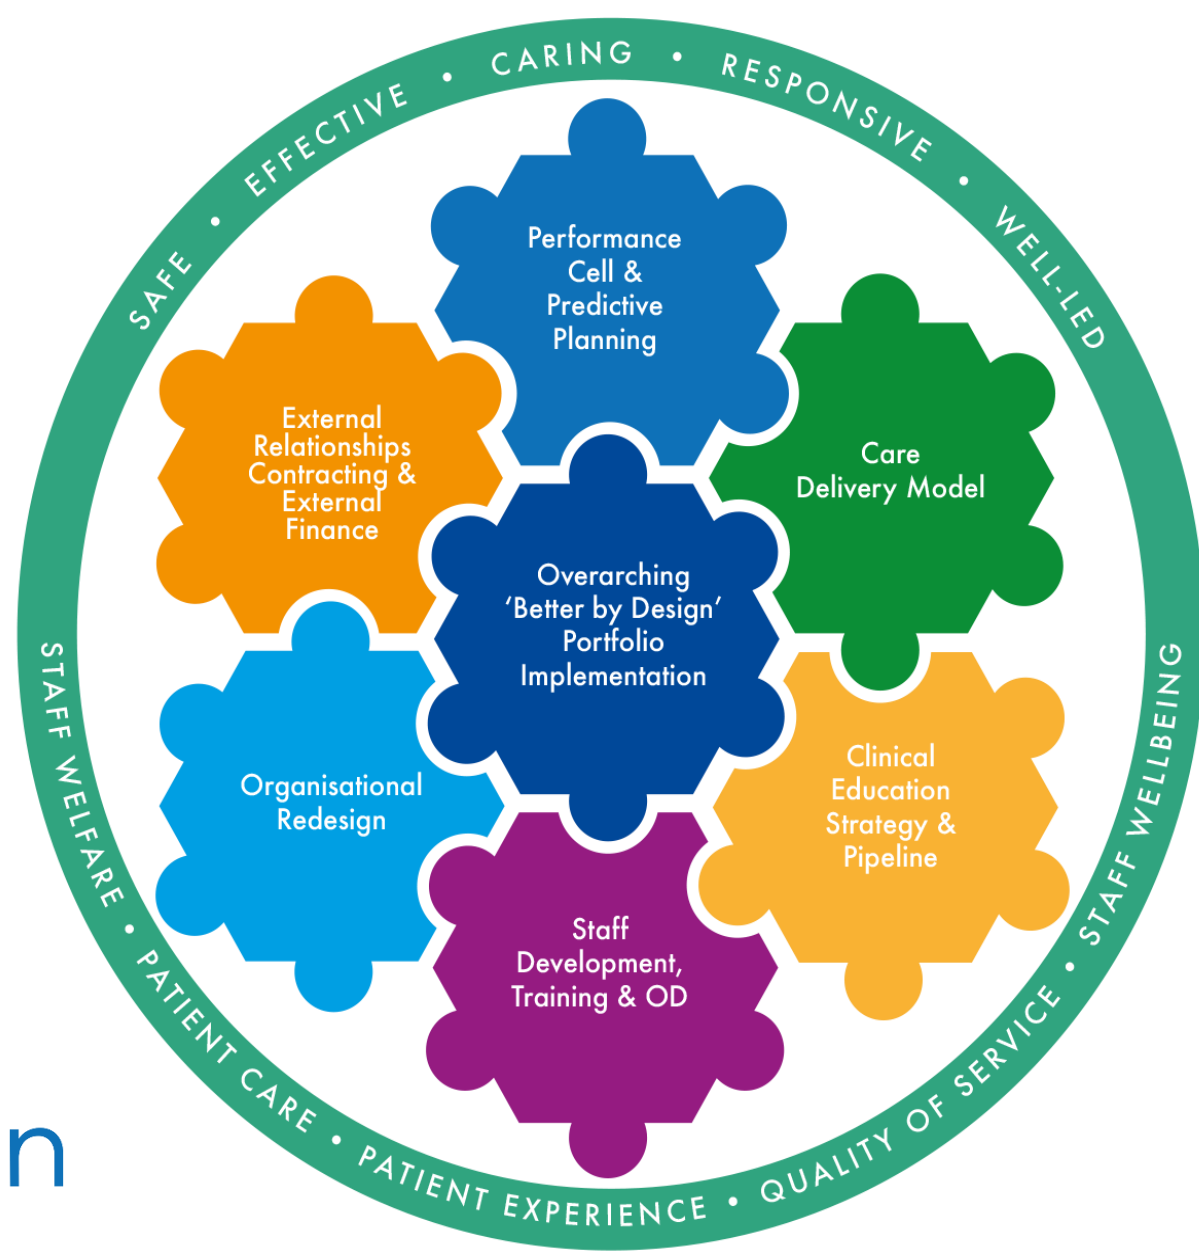 SAFE • EFFECTIVE • CARING • RESPONSIVE • WELL-LED
Performance
Cell &
Predictive
Planning
External
Relationships
Contracting &
External
Finance
Care
Delivery Model
Overarching
‘Better by Design’
Portfolio
Implementation
Organisational
Redesign
Clinical
Education
Strategy &
Pipeline
Staff
Development,
Training & OD
STAFF WELFARE • PATIENT CARE • PATIENT EXPERIENCE • QUALITY OF SERVICE • STAFF WELLBEING
n